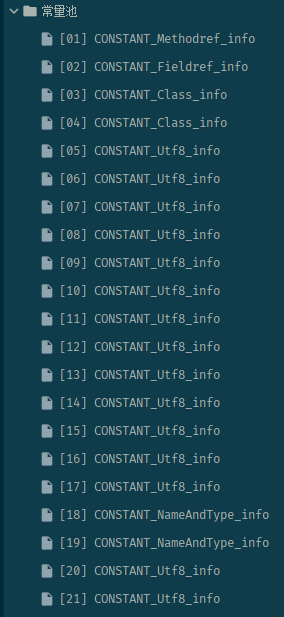 常量池
[01] CONSTANT_Methodref_info
[02] CONSTANT_Fieldref_info
[03] CONSTANT_Class_info
[04] CONSTANT_Class_info
[05] CONSTANT_Utf8_info
[06] CONSTANT_Utf8_info
[07] CONSTANT_Utf8_info
[08] CONSTANT_Utf8_info
[09] CONSTANT_Utf8_info
[10] CONSTANT_Utf8_info
[11] CONSTANT_Utf8_info
[12] CONSTANT_Utf8_info
[13] CONSTANT_Utf8_info
[14] CONSTANT_Utf8_info
[15] CONSTANT_Utf8_info
[16] CONSTANT_Utf8_info
[17] CONSTANT_Utf8_info
[18] CONSTANT_NameAndType_info
[19] CONSTANT_NameAndType_info
[20] CONSTANT_Utf8_info
[21] CONSTANT_Utf8_info